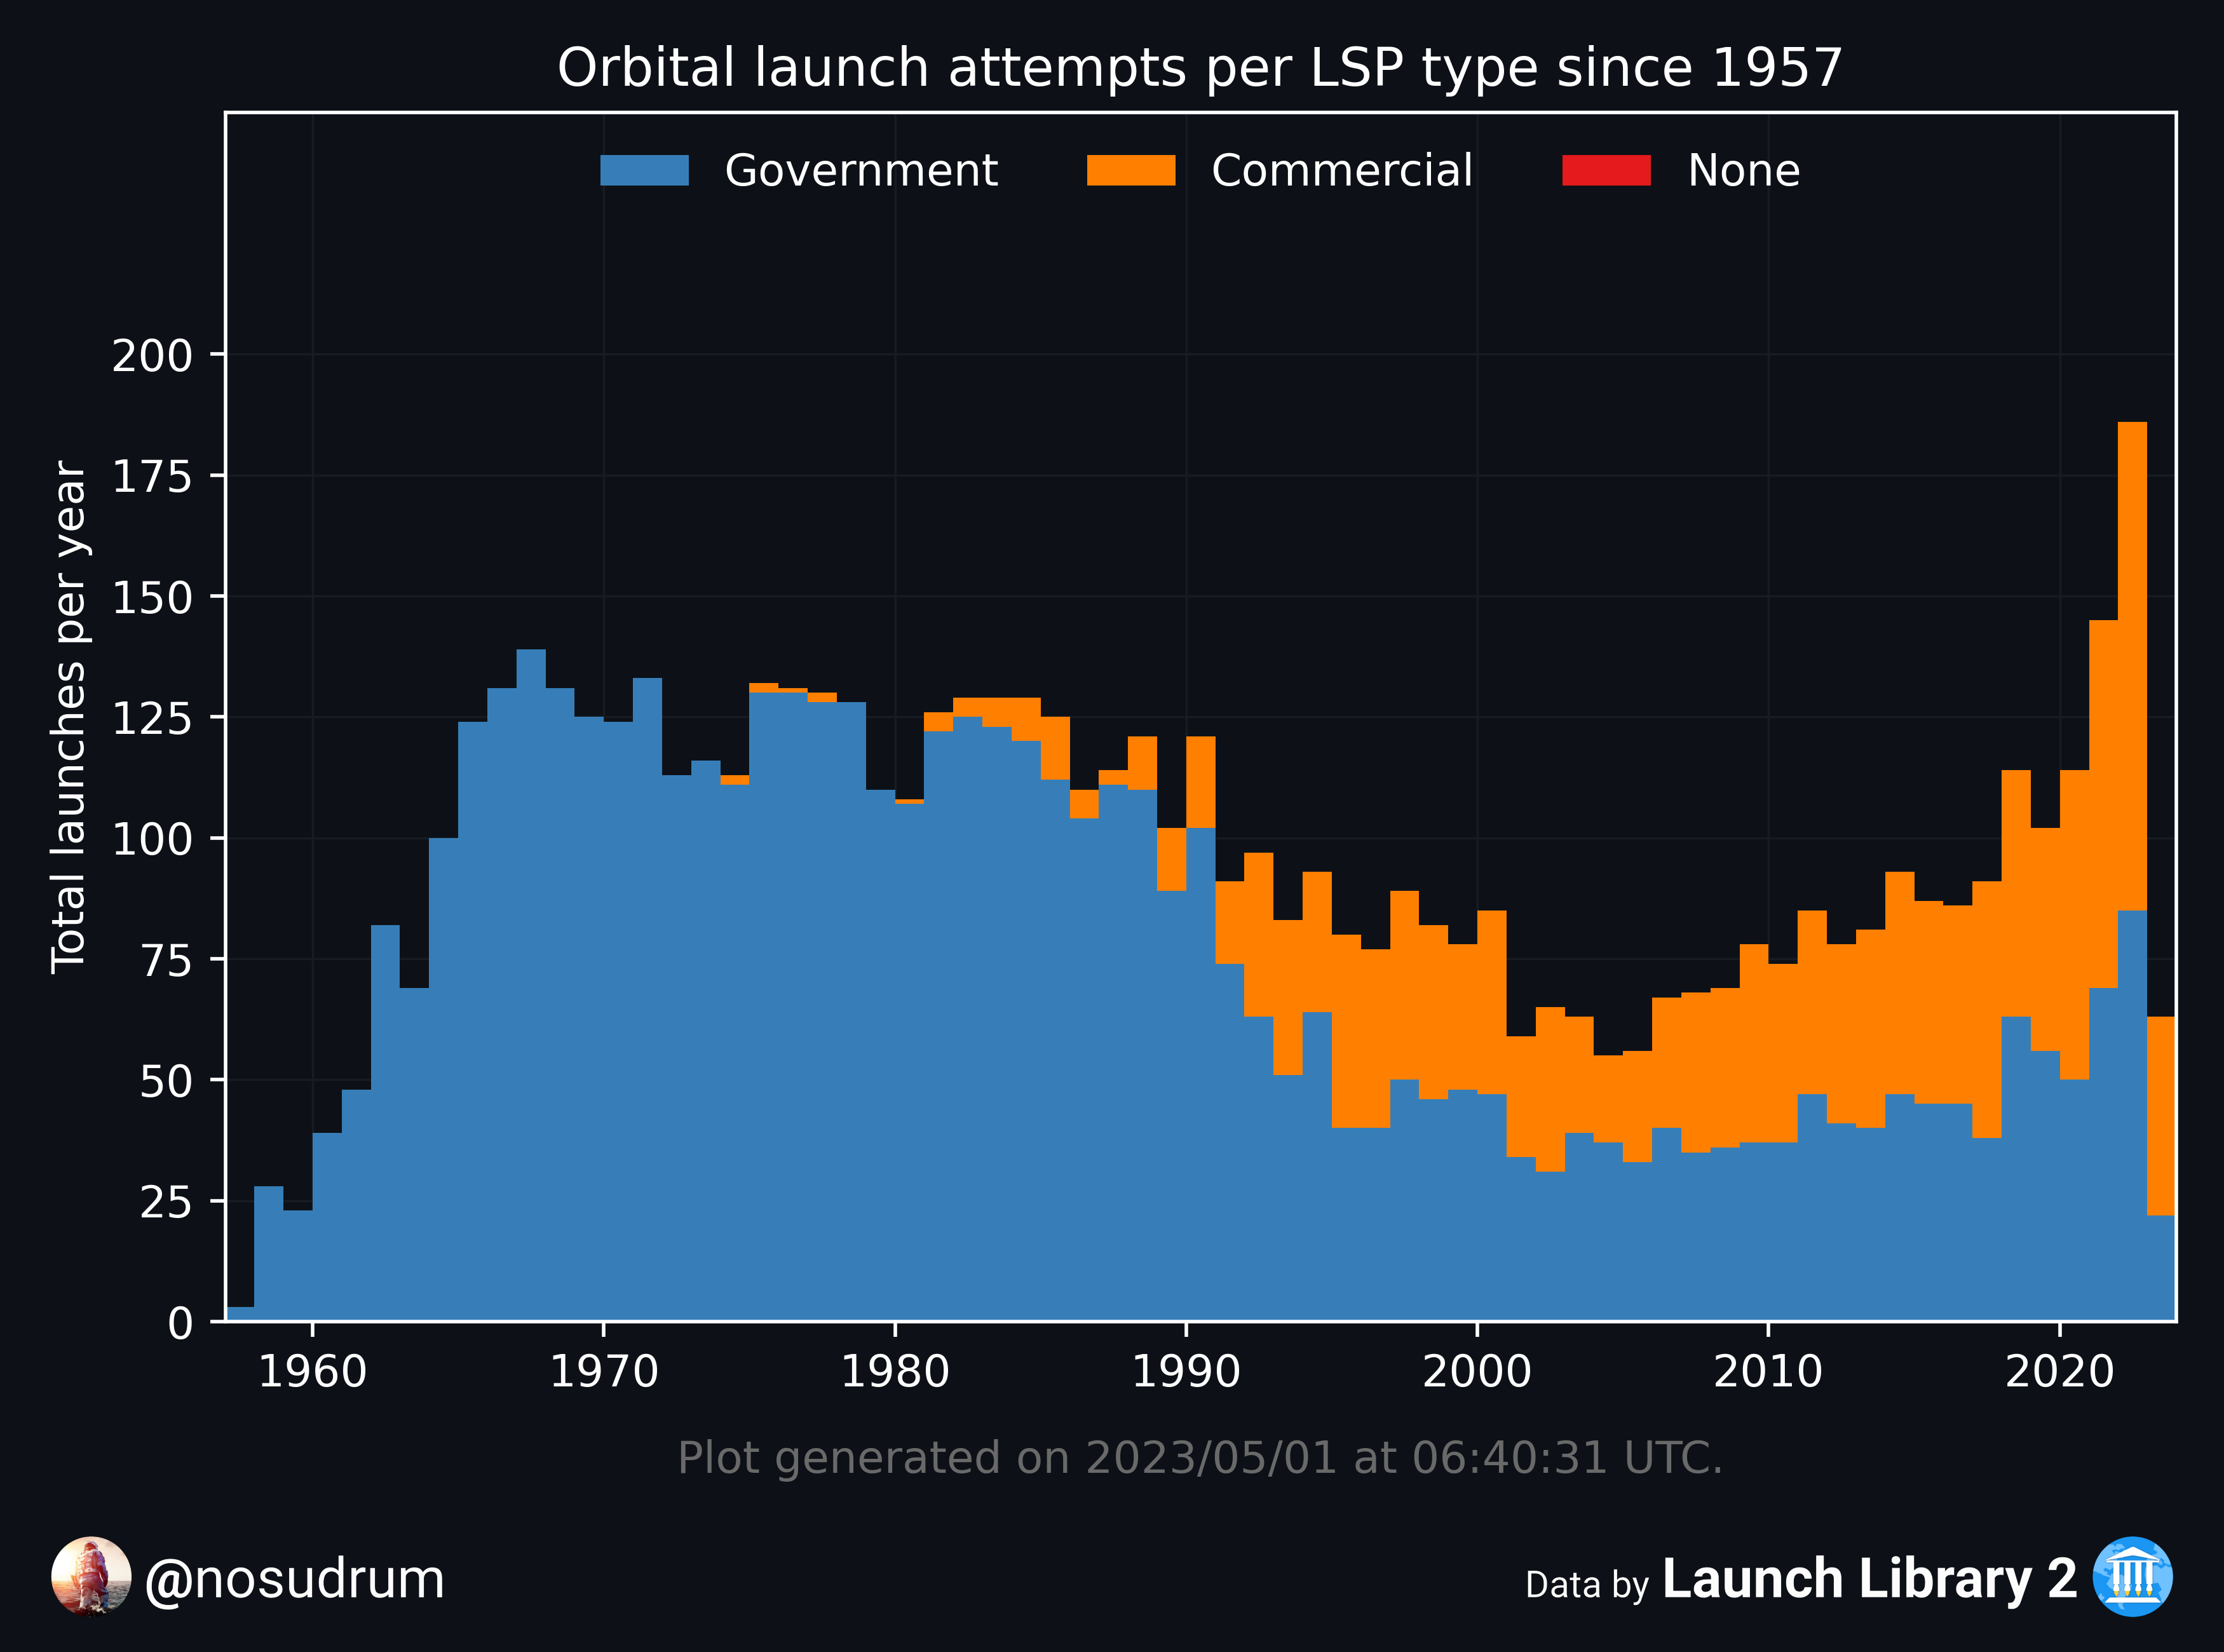 Orbital launch attempts per LSP type since 1957
Government Commercial None
Total launches per year
200
175
150
125
100
75
50
25
0
1960 1970 1980 1990 2000 2010 2020
Plot generated on 2023/05/01 at 06:40:31 UTC.
@nosudrum
Data by Launch Library 2